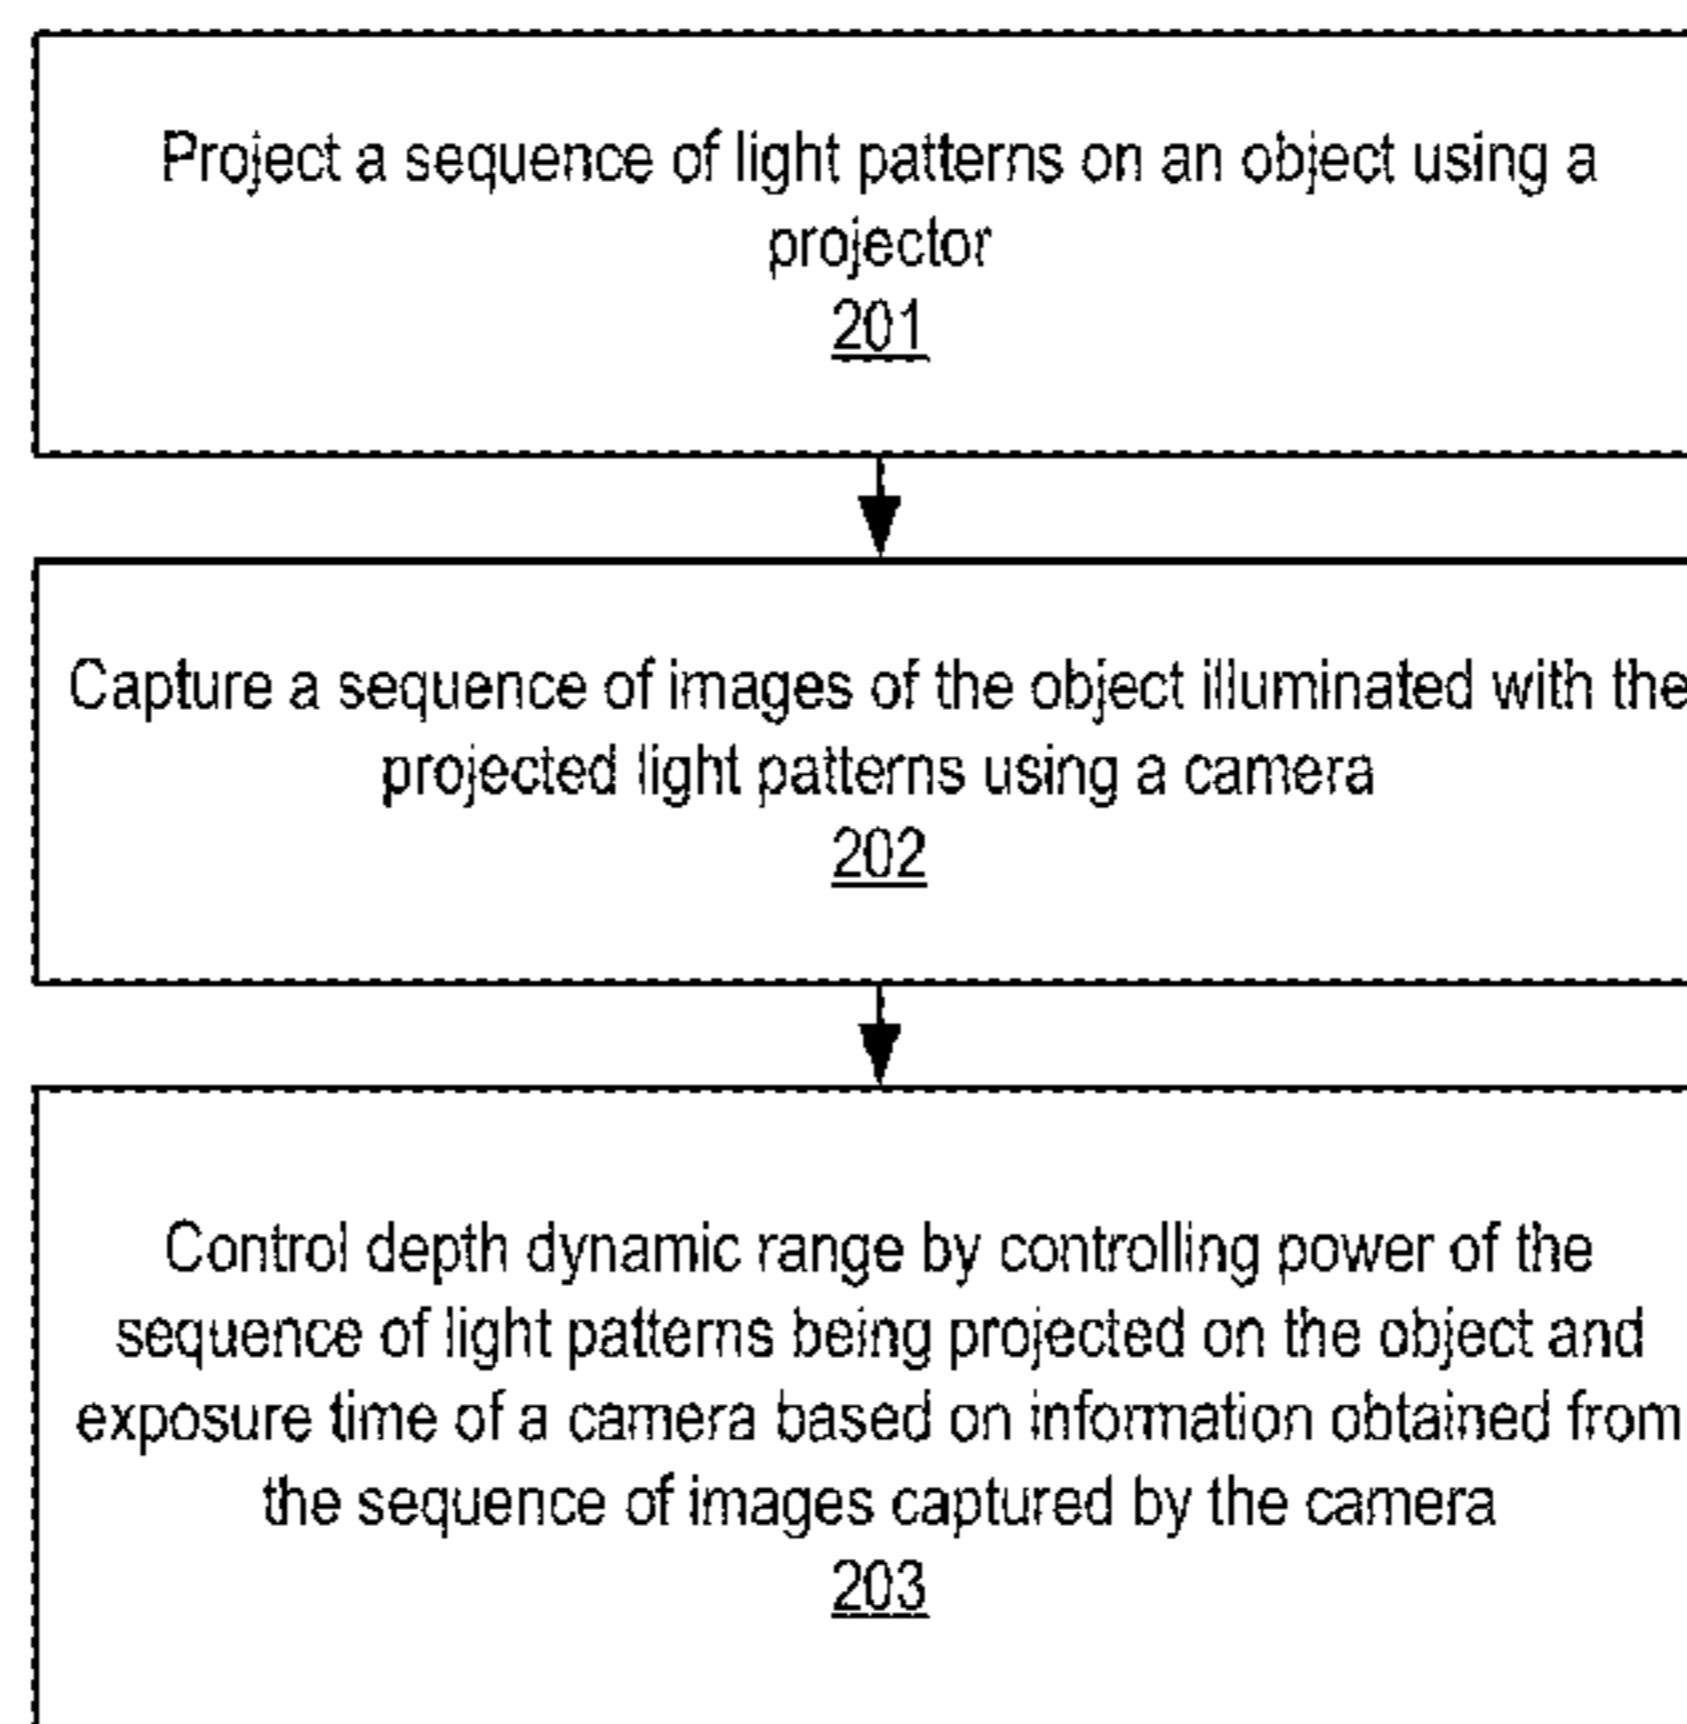 Project a sequence of light patterns on an object using a
projector
201
Capture a sequence of images of the object illuminated with the
projected light patterns using a camera
202
Control depth dynamic range by controlling power of the
sequence of light patterns being projected on the object and
exposure time of a camera based on information obtained from
the sequence of images captured by the camera
203